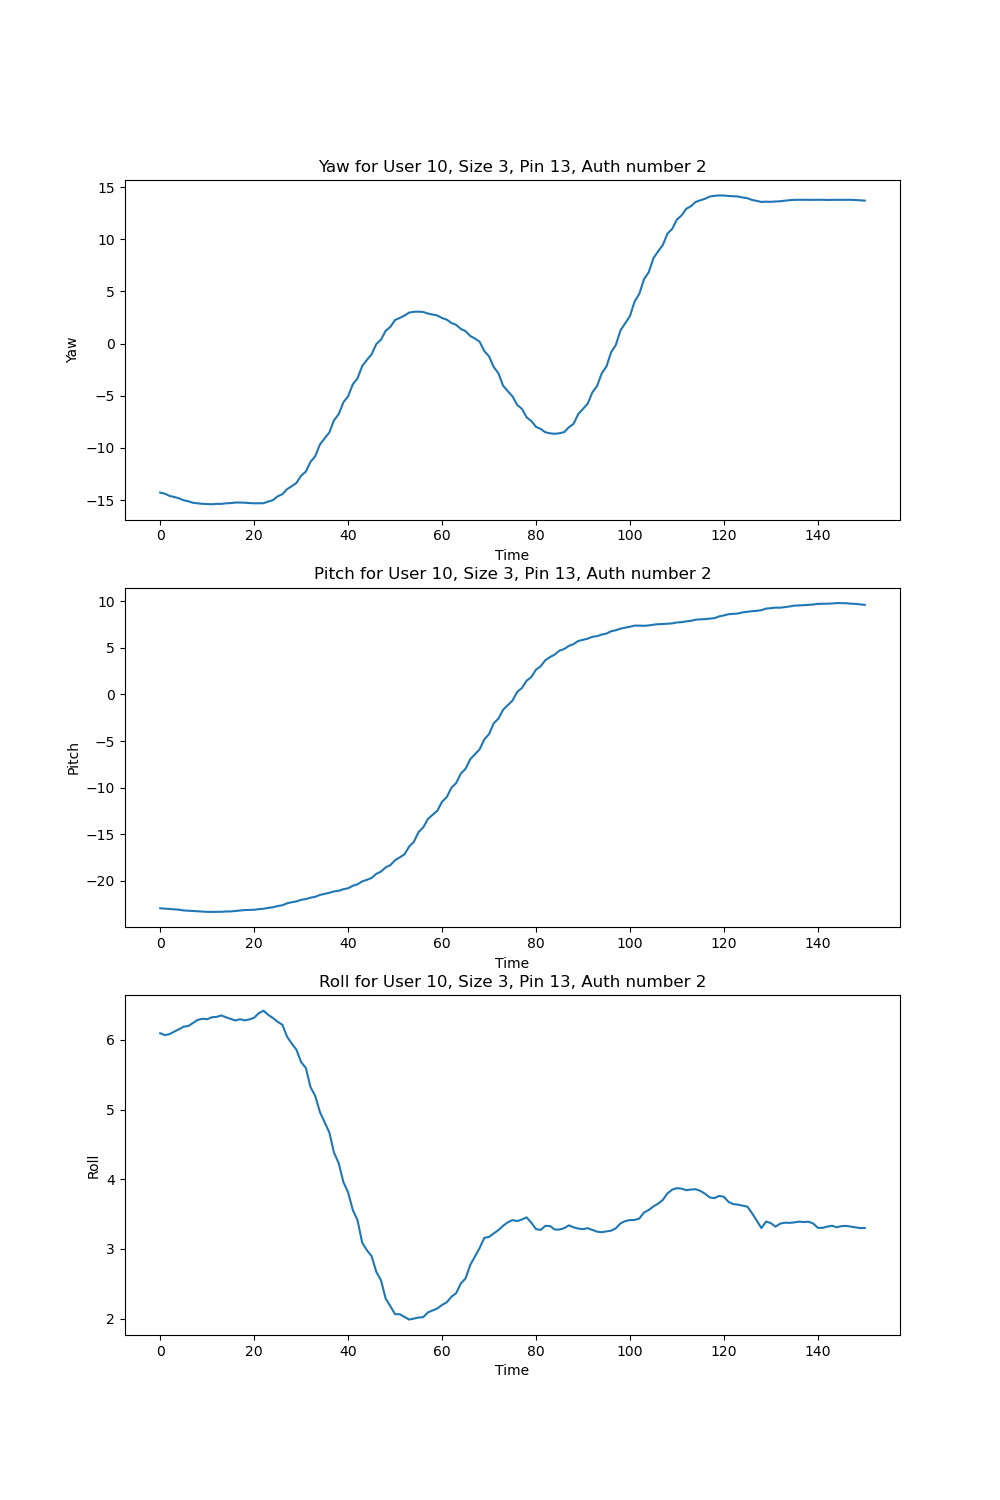 Yaw for User 10, Size 3, Pin 13, Auth number 2
15
10
5
0
−5
−10
−15
Yaw
0 20 40 60 80 100 120 140
Time
Pitch for User 10, Size 3, Pin 13, Auth number 2
10
5
0
−5
−10
−15
−20
Pitch
0 20 40 60 80 100 120 140
Time
Roll for User 10, Size 3, Pin 13, Auth number 2
6
5
4
3
2
Roll
0 20 40 60 80 100 120 140
Time